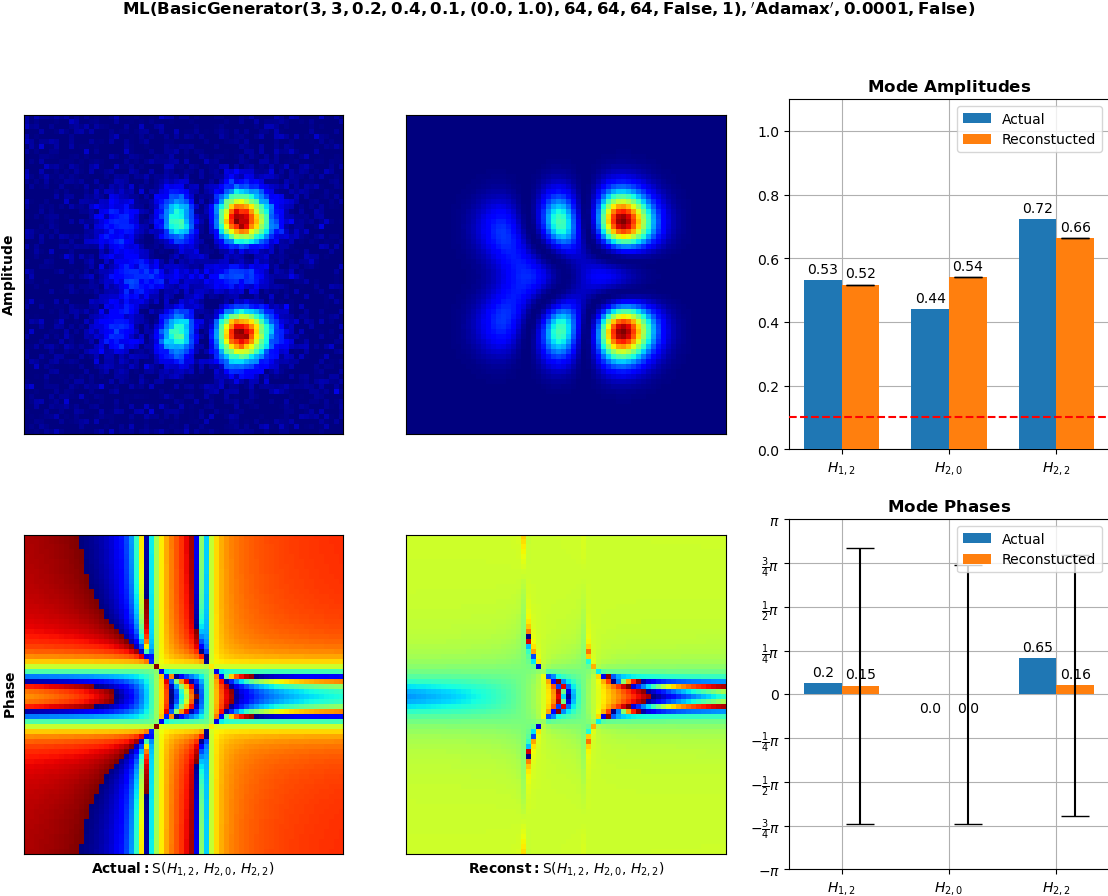 ML(BasicGenerator(3, 3, 0.2, 0.4, 0.1, (0.0, 1.0), 64, 64, 64, False, 1), 'Adamax', 0.0001, False)
Amplitude
Mode Amplitudes
Actual
Reconstucted
1.0
0.8
0.6
0.4
0.2
0.0
0.53
0.52
0.44
0.54
0.72
0.66
H1,2
H2,0
H2,2
Phase
Actual: S(H1,2, H2,0, H2,2)
Reconst: S(H1,2, H2,0, H2,2)
Mode Phases
Actual
Reconstucted
π
3/4π
1/2π
1/4π
0
−1/4π
−1/2π
−3/4π
−π
0.2
0.15
0.0
0.0
0.65
0.16
H1,2
H2,0
H2,2